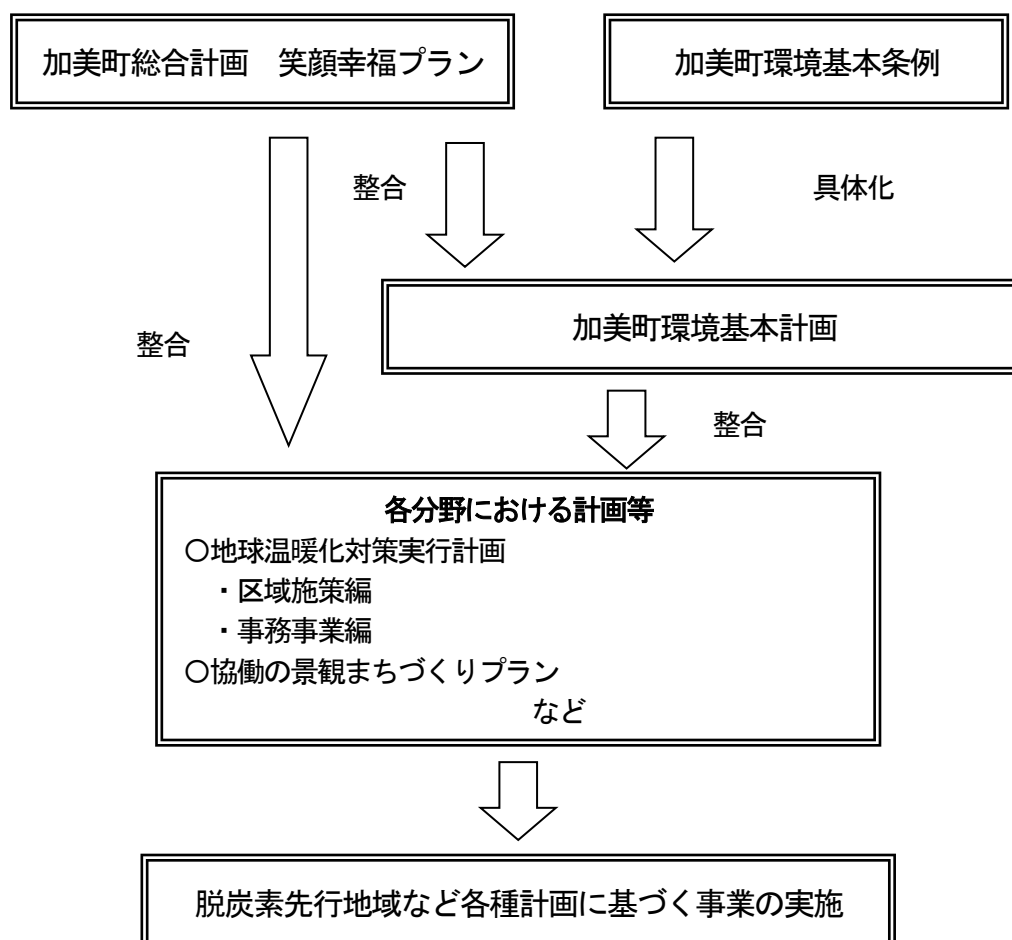 加美町総合計画　笑顔幸福プラン
加美町環境基本条例
整合
具体化
加美町環境基本計画
整合
整合
各分野における計画等
〇地球温暖化対策実行計画
・区域施策編
・事務事業編
〇協働の景観まちづくりプラン
など
脱炭素先行地域など各種計画に基づく事業の実施